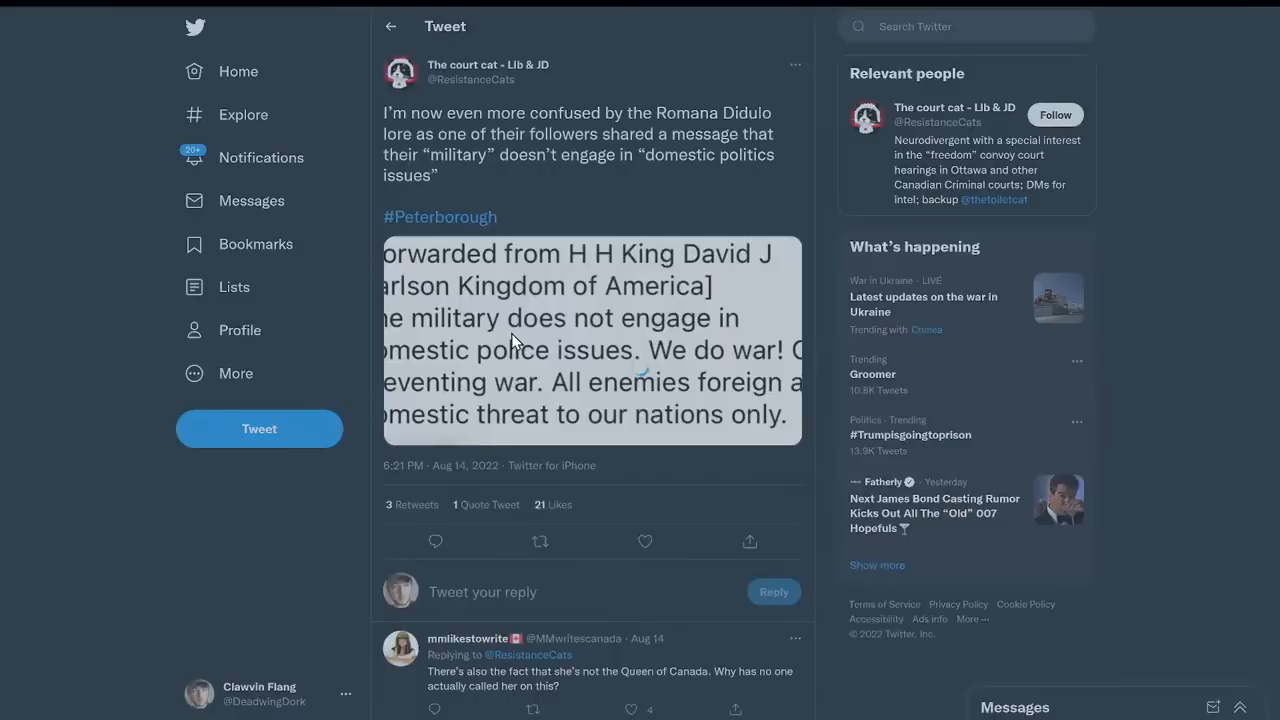 Tweet
Search Twitter
Home
Explore
20+
Notifications
Messages
Bookmarks
Lists
Profile
More
Tweet
Clawvin Flang
@DeadwingDork
The court cat - LIb & JD
@ResistanceCats
I'm now even more confused by the Romana Didulo
lore as one of their followers shared a message that
their “military” doesn't engage in “domestic politics
issues”
#Peterborough
orwarded from H H King David J
arlson Kingdom of America]
he military does not engage in
omestic police issues. We do war! O
eventing war. All enemies foreign a
omestic threat to our nations only.
6:21 PM · Aug 14, 2022 · Twitter for iPhone
3 Retweets 1 Quote Tweet 21 Likes
Tweet your reply
Reply
mmlikestowrite @MMwritescanada · Aug 14
Replying to @ResistanceCats
There's also the fact that she's not the Queen of Canada. Why has no one
actually called her on this?
4
Relevant people
The court cat - LIb & JD
@ResistanceCats
Follow
Neurodivergent with a special interest
in the “freedom” convoy court
hearings in Ottawa and other
Canadian Criminal courts; DMs for
intel; backup @thetoiletcat
What's happening
War in Ukraine · LIVE
Latest updates on the war in
Ukraine
Trending with Crimea
Trending
Groomer
10.8K Tweets
Politics · Trending
#Trumpisgoingtoprison
13.9K Tweets
Fatherly · Yesterday
Next James Bond Casting Rumor
Kicks Out All The “Old” 007
Hopefuls
Show more
Terms of Service Privacy Policy Cookie Policy
Accessibility Ads info More
© 2022 Twitter, Inc.
Messages